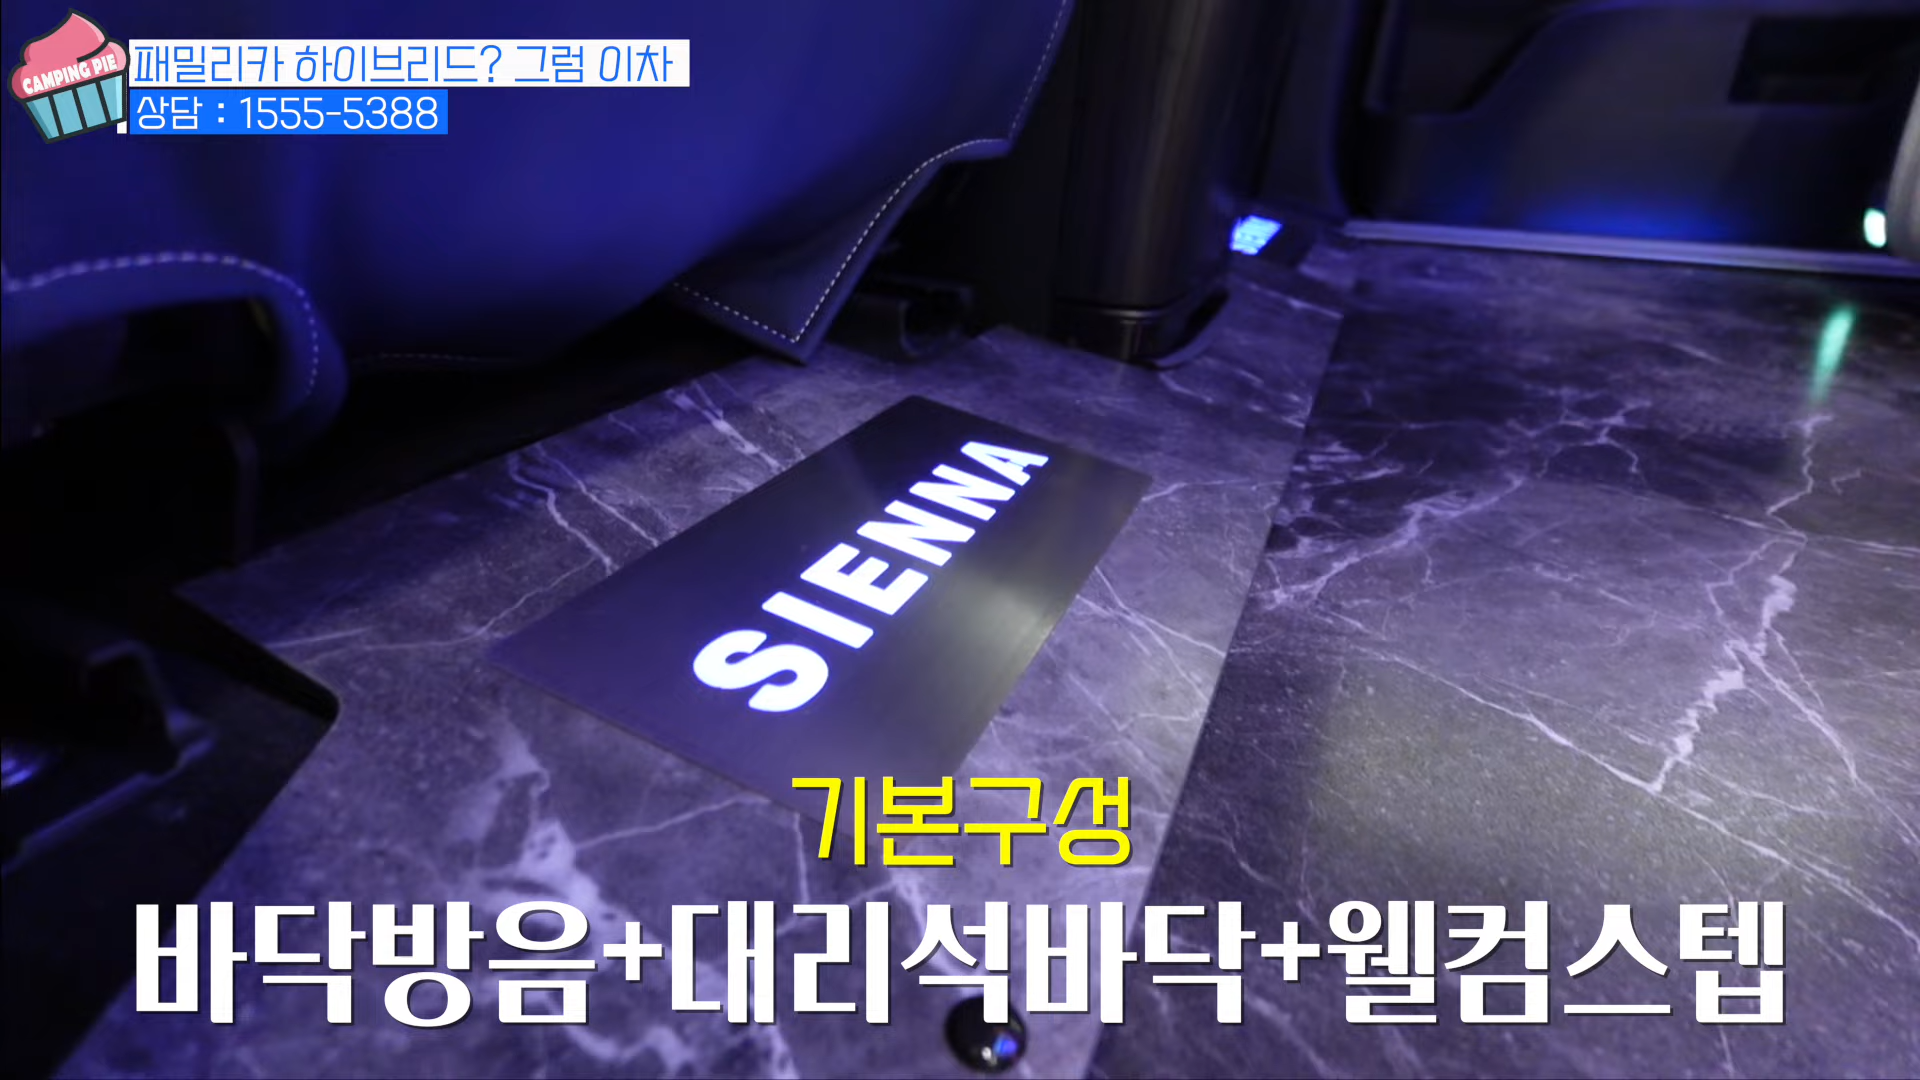 CAMPING PIE
패밀리카 하이브리드? 그럼 이차
상담 : 1555-5388
SIENNA
기본구성
바닥방음+대리석바닥+웰컴스텝